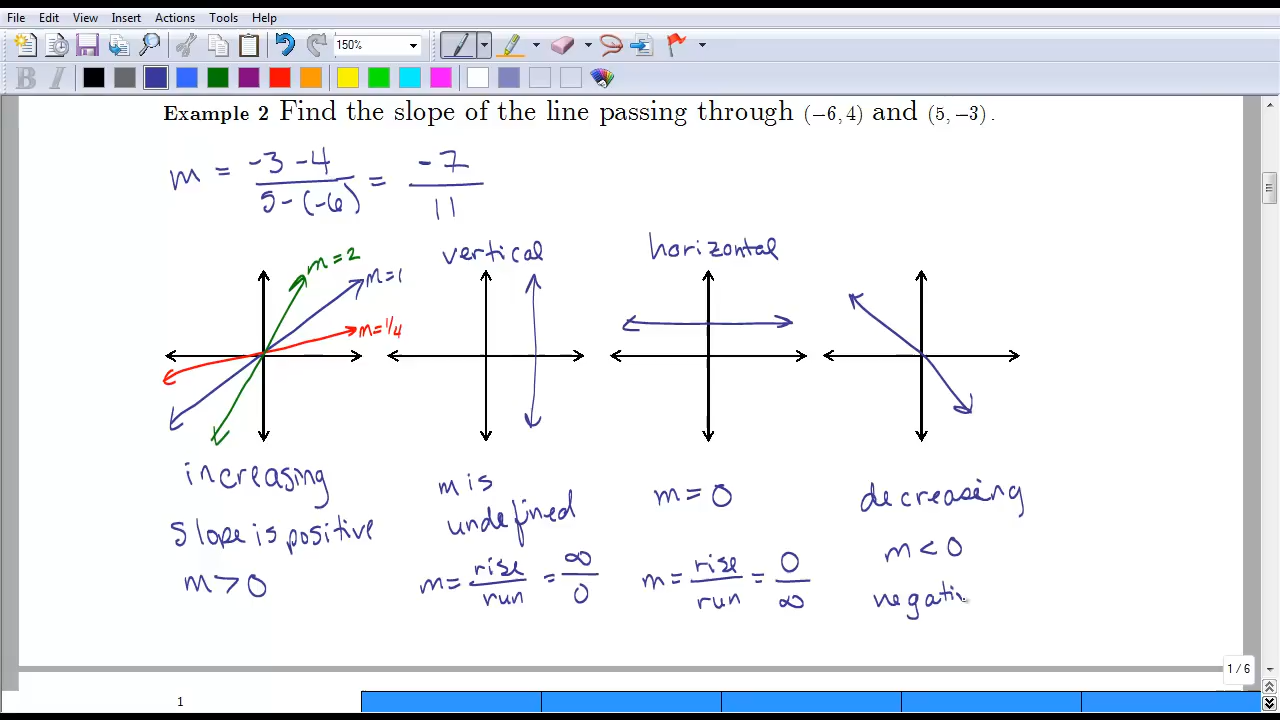 File Edit View Insert Actions Tools Help
150%
B I
Example 2 Find the slope of the line passing through (−6, 4) and (5, −3).
m = -3 -4 / 5-(-6) = -7 / 11
vertical
horizontal
m=2
m=1
m=1/4
increasing
slope is positive
m > 0
m is
undefined
m = rise/run = ∞/0
m = 0
m = rise/run = 0/∞
decreasing
m < 0
negativ
1 / 6
1